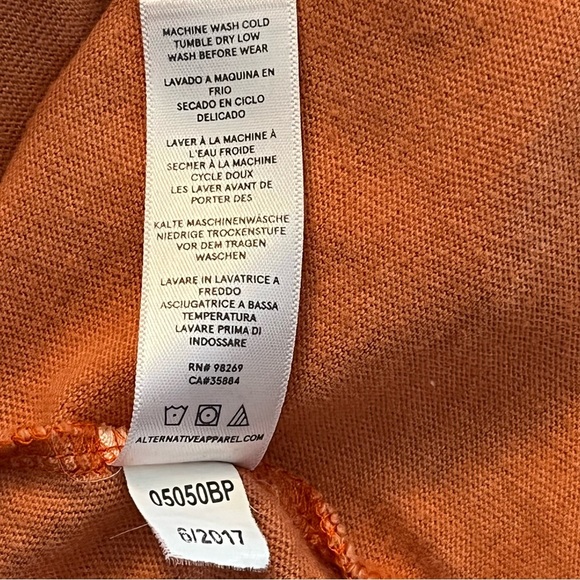 MACHINE WASH COLD
TUMBLE DRY LOW
WASH BEFORE WEAR
LAVADO A MAQUINA EN
FRIO
SECADO EN CICLO
DELICADO
LAVER À LA MACHINE À
L'EAU FROIDE
SECHER À LA MACHINE
CYCLE DOUX
LES LAVER AVANT DE
PORTER DES
KALTE MASCHINENWÄSCHE
NIEDRIGE TROCKENSTUFE
VOR DEM TRAGEN
WASCHEN
LAVARE IN LAVATRICE A
FREDDO
ASCIUGATRICE A BASSA
TEMPERATURA
LAVARE PRIMA DI
INDOSSARE
RN# 98269
CA#35884
ALTERNATIVEAPPAREL.COM
05050BP
6/2017